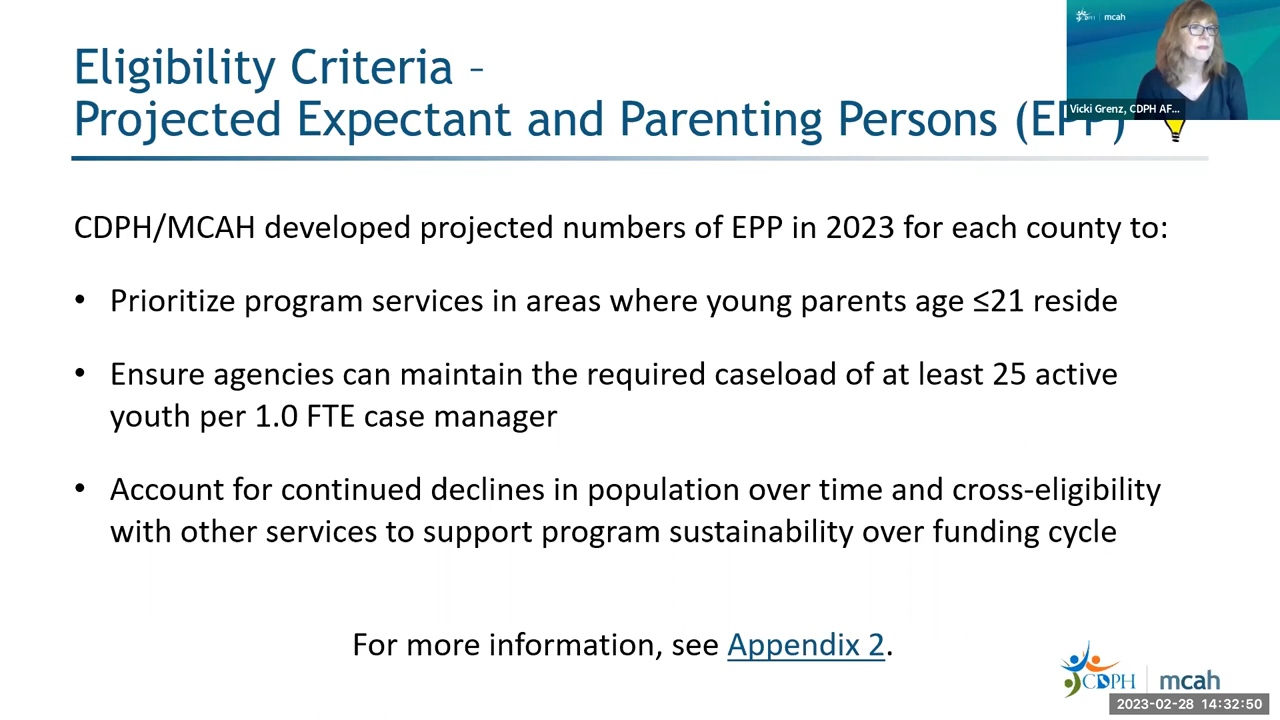 Eligibility Criteria –
Projected Expectant and Parenting Persons (EPP)
CDPH | mcah
Vicki Grenz, CDPH AF...
CDPH/MCAH developed projected numbers of EPP in 2023 for each county to:
• Prioritize program services in areas where young parents age ≤21 reside
• Ensure agencies can maintain the required caseload of at least 25 active
youth per 1.0 FTE case manager
• Account for continued declines in population over time and cross-eligibility
with other services to support program sustainability over funding cycle
For more information, see Appendix 2.
CDPH | mcah
2023-02-28 14:32:50